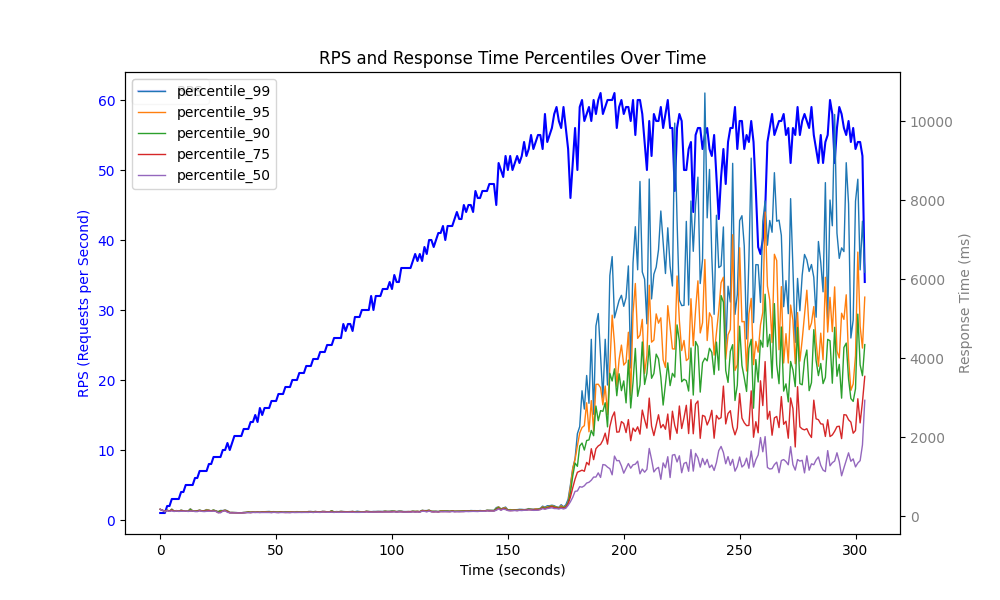 RPS and Response Time Percentiles Over Time
percentile_99
percentile_95
percentile_90
percentile_75
percentile_50
60
50
40
30
20
10
0
RPS (Requests per Second)
10000
8000
6000
4000
2000
0
Response Time (ms)
0 50 100 150 200 250 300
Time (seconds)